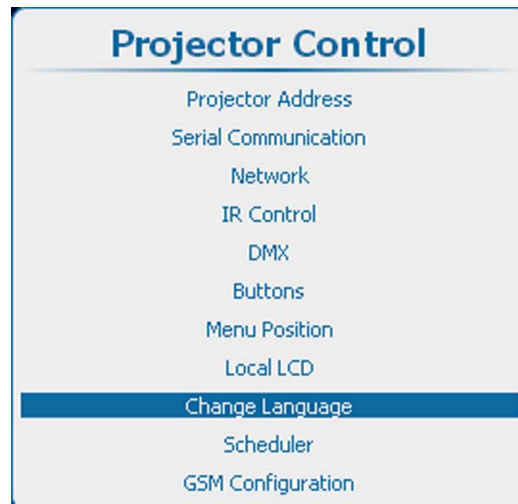 Projector Control
Projector Address
Serial Communication
Network
IR Control
DMX
Buttons
Menu Position
Local LCD
Change Language
Scheduler
GSM Configuration